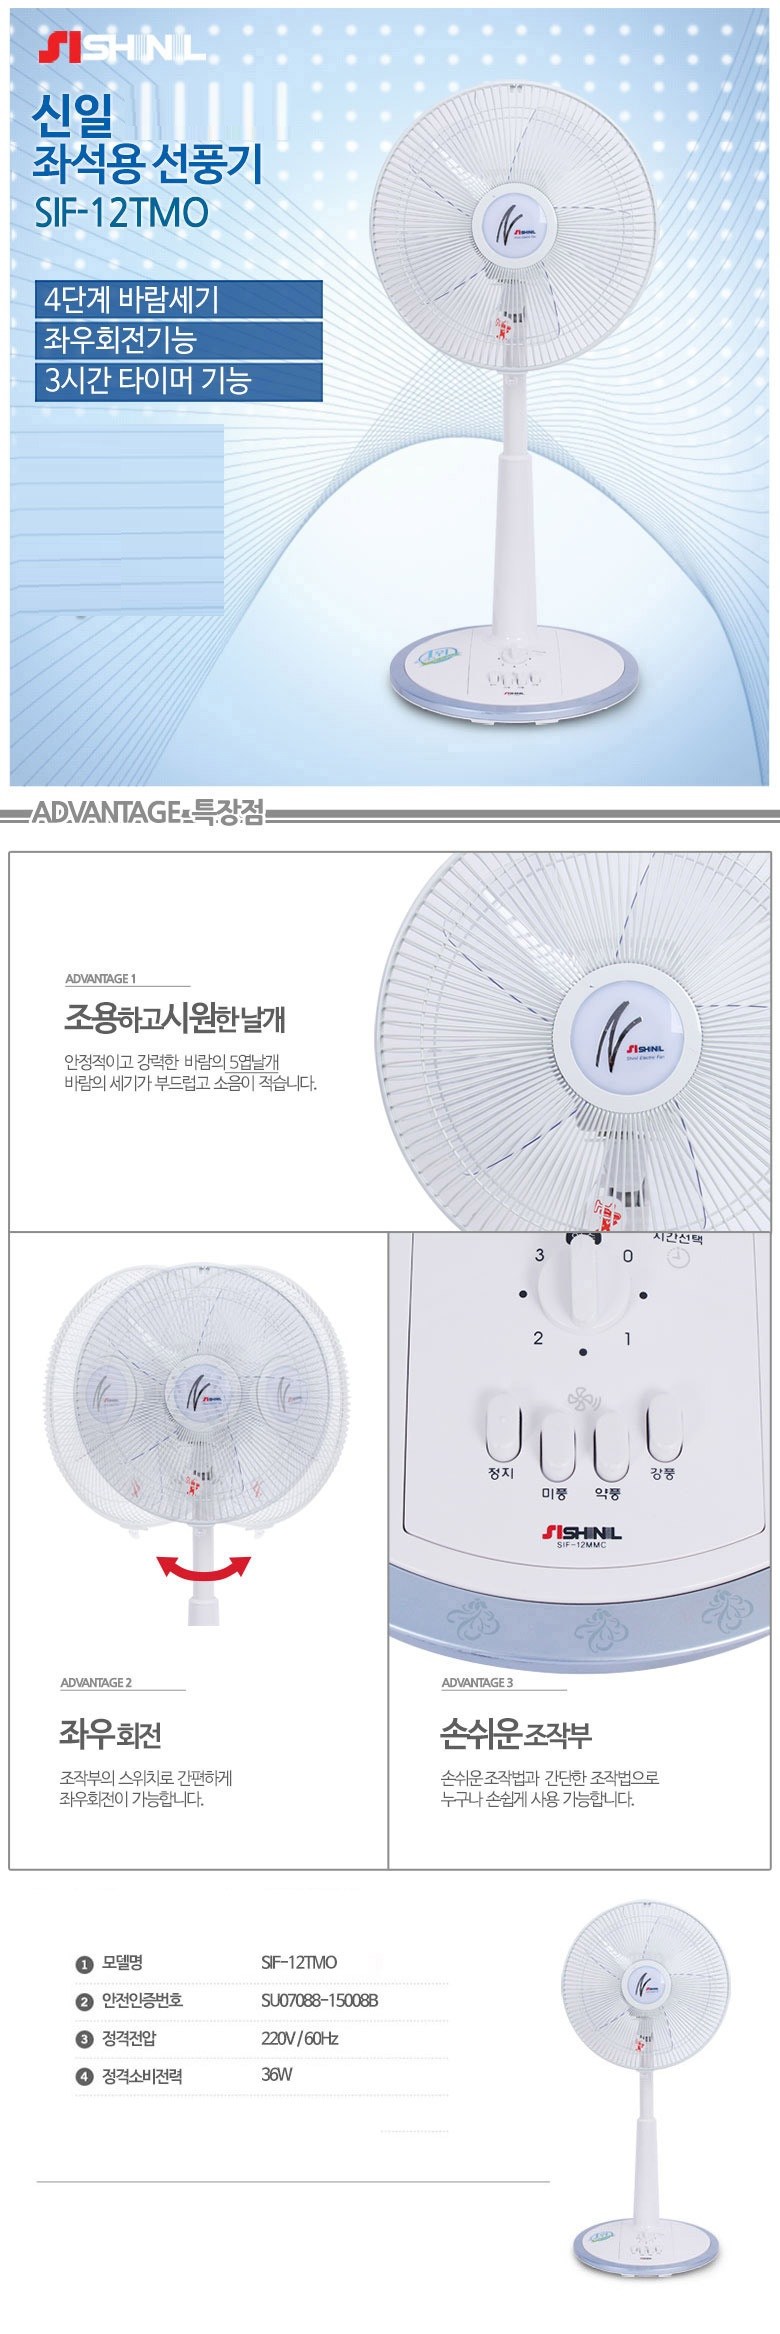 SISHINIL
신일
좌석용 선풍기
SIF-12TMO
4단계 바람세기
좌우회전기능
3시간 타이머 기능
SHINIL
ADVANTAGE 특장점
ADVANTAGE 1
조용하고시원한날개
안정적이고 강력한 바람의 5엽날개
바람의 세기가 부드럽고 소음이 적습니다.
SISHINIL
Shinil Electric Fan
시간선택
3 0
2 1
정지
미풍 약풍
강풍
SISHINIL
SIF-12MMC
ADVANTAGE 2
좌우 회전
조작부의 스위치로 간편하게
좌우회전이 가능합니다.
ADVANTAGE 3
손쉬운 조작부
손쉬운 조작법과 간단한 조작법으로
누구나 손쉽게 사용 가능합니다.
1 모델명 SIF-12TMO
2 안전인증번호 SU07088-15008B
3 정격전압 220V / 60Hz
4 정격소비전력 36W